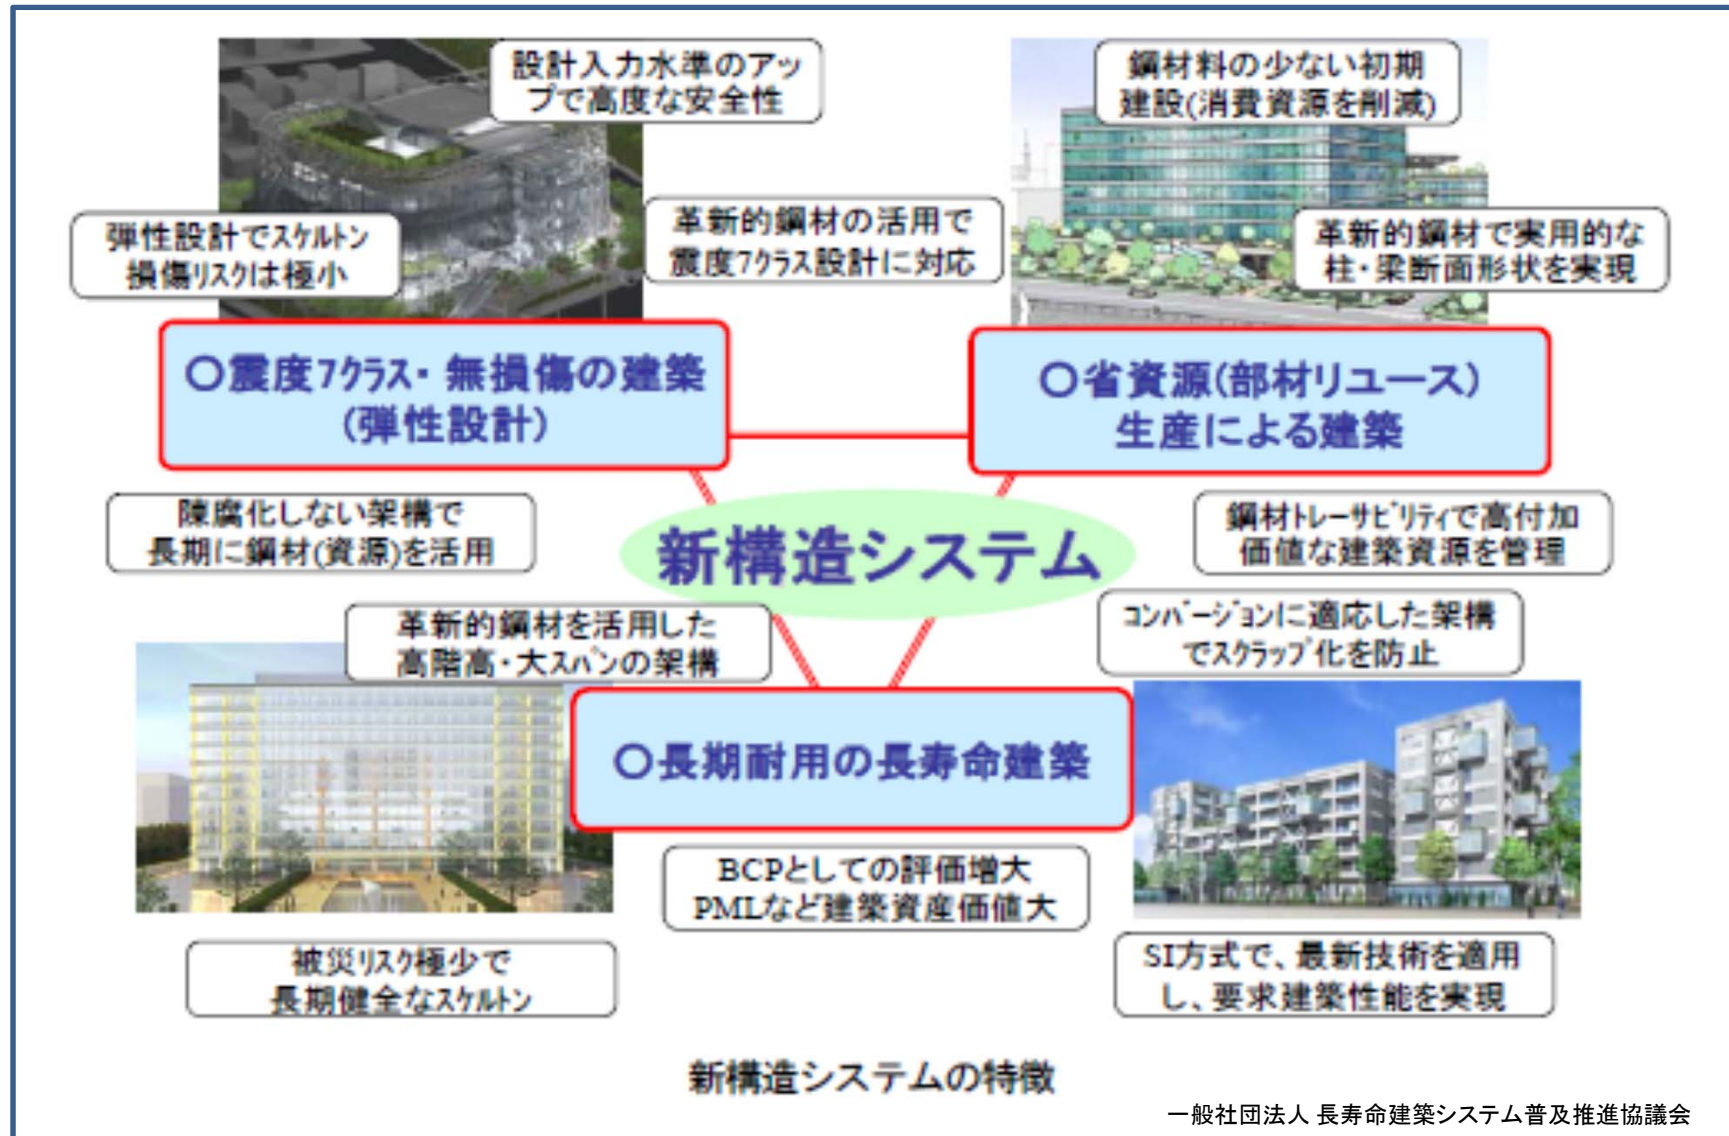 設計入力水準のアッ
プで高度な安全性
鋼材料の少ない初期
建設(消費資源を削減)
弾性設計でスケルトン
損傷リスクは極小
革新的鋼材の活用で
震度7クラス設計に対応
革新的鋼材で実用的な
柱・梁断面形状を実現
○震度7クラス・無損傷の建築
(弾性設計)
○省資源(部材リユース)
生産による建築
陳腐化しない架構で
長期に鋼材(資源)を活用
新構造システム
鋼材トレーサビリティで高付加
価値な建築資源を管理
革新的鋼材を活用した
高階高・大スパンの架構
コンバージョンに適応した架構
でスクラップ化を防止
○長期耐用の長寿命建築
BCPとしての評価増大
PMLなど建築資産価値大
被災リスク極少で
長期健全なスケルトン
SI方式で、最新技術を適用
し、要求建築性能を実現
新構造システムの特徴
一般社団法人 長寿命建築システム普及推進協議会